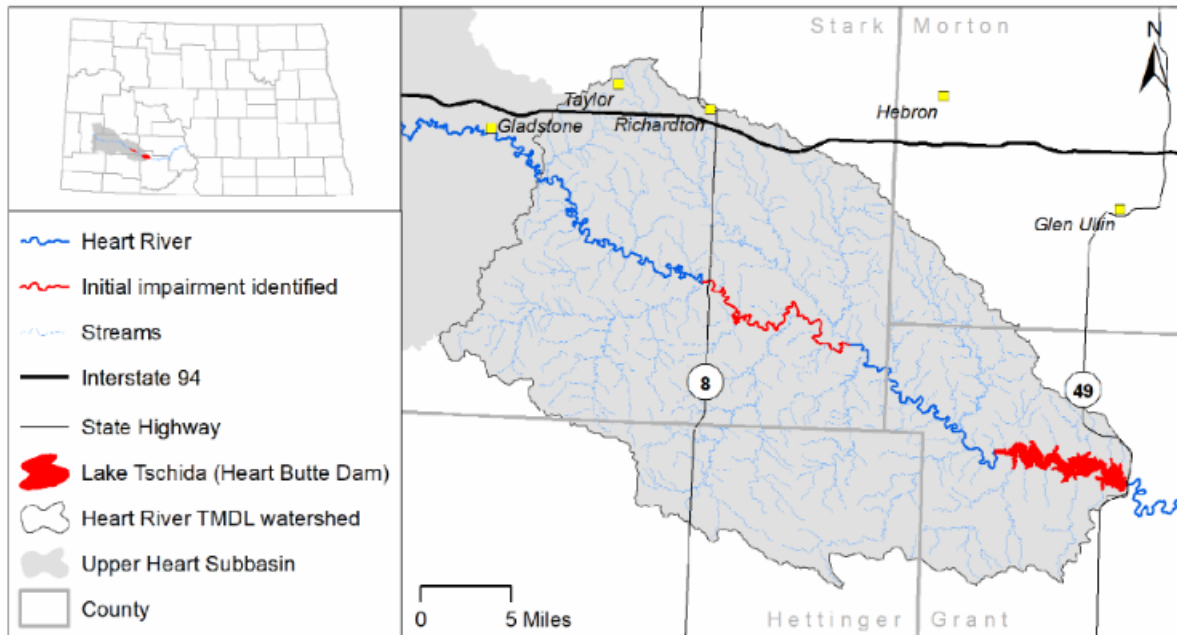 Heart River
Initial impairment identified
Streams
Interstate 94
State Highway
Lake Tschida (Heart Butte Dam)
Heart River TMDL watershed
Upper Heart Subbasin
County
Stark Morton
N
Taylor
Hebron
Gladstone
Richardton
Glen Ullin
8
49
0 5 Miles
Hettinger Grant